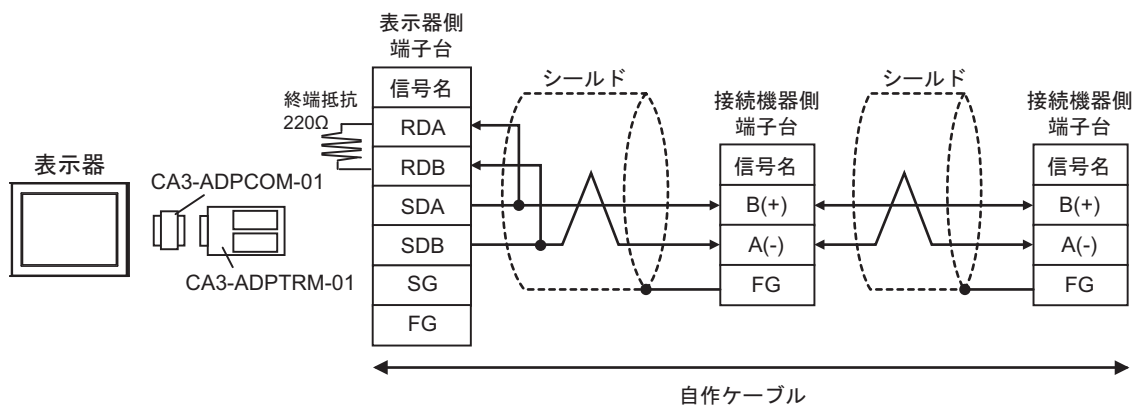 表示器
CA3-ADPCOM-01
CA3-ADPTRM-01
終端抵抗
220Ω
表示器側
端子台
信号名
RDA
RDB
SDA
SDB
SG
FG
シールド
接続機器側
端子台
信号名
B(+)
A(-)
FG
シールド
接続機器側
端子台
信号名
B(+)
A(-)
FG
自作ケーブル